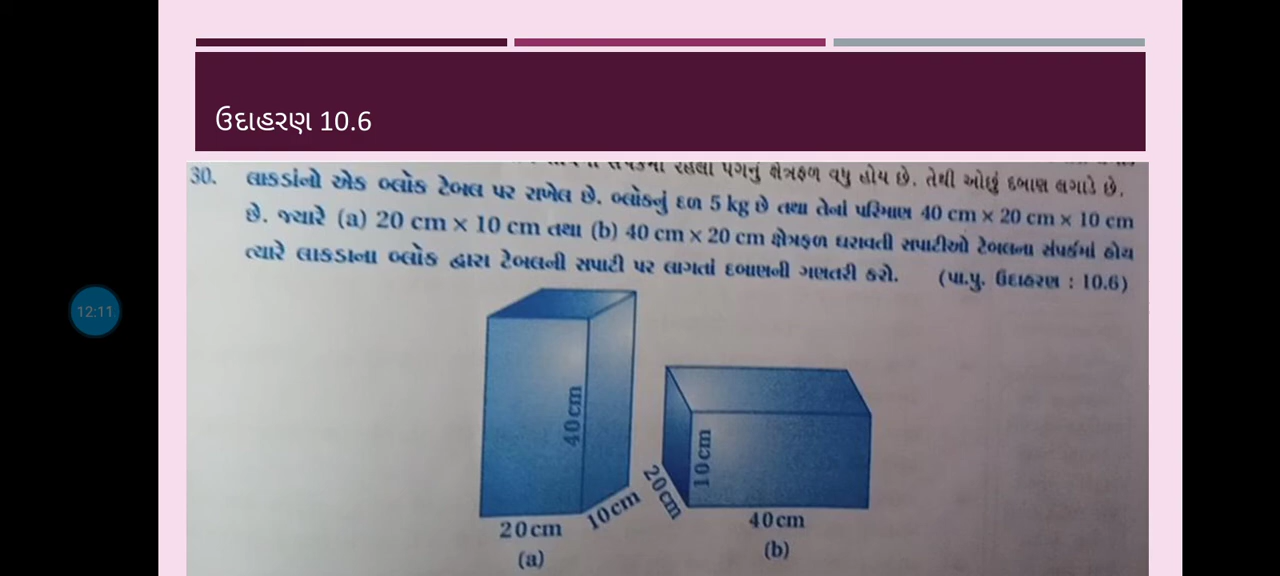 ઉદાહરણ 10.6
રહેલા પગનું ક્ષેત્રફળ વધુ હોય છે. તેથી ઓછું દબાણ લગાડે છે.
30. લાકડાંનો એક બ્લૉક ટેબલ પર રાખેલ છે. બ્લૉકનું દળ 5 kg છે તથા તેનાં પરિમાણ 40 cm × 20 cm × 10 cm
છે. જ્યારે (a) 20 cm × 10 cm તથા (b) 40 cm × 20 cm ક્ષેત્રફળ ધરાવતી સપાટીઓ ટેબલના સંપર્કમાં હોય
ત્યારે લાકડાના બ્લૉક દ્વારા ટેબલની સપાટી પર લાગતાં દબાણની ગણતરી કરો. (પા.પુ. ઉદાહરણ : 10.6)
12:11
40cm
10cm
20cm
10cm
20cm
40cm
(a)
(b)